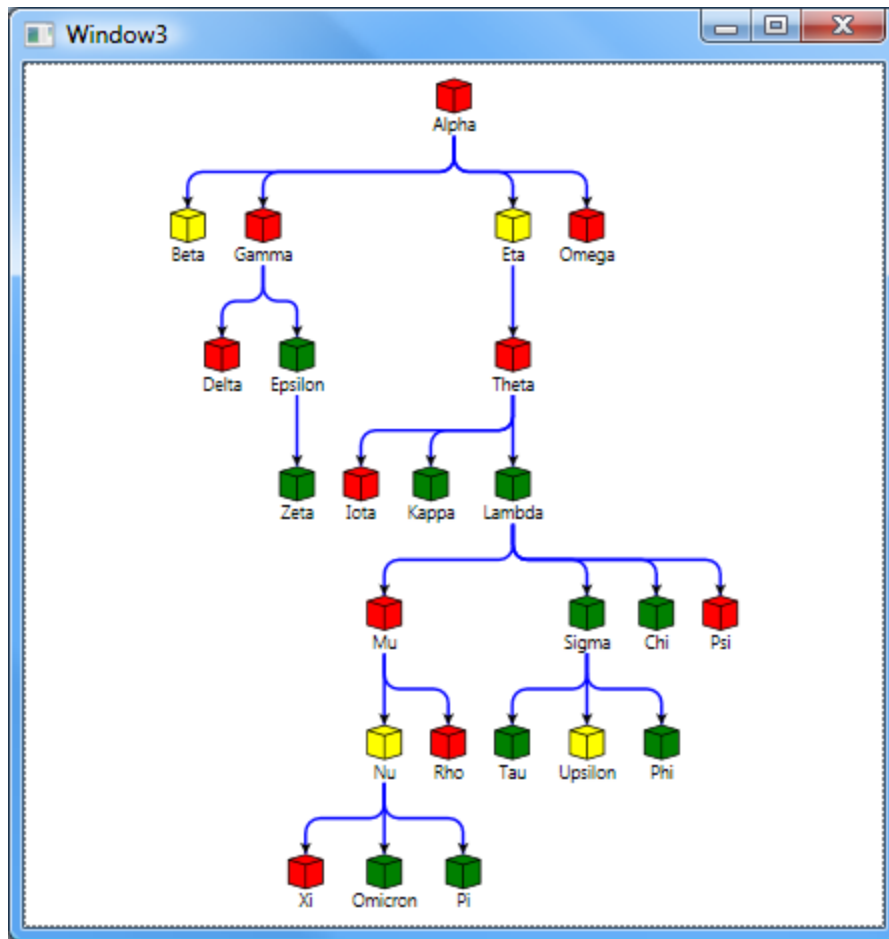 Window3
Alpha
Beta Gamma Eta Omega
Delta Epsilon Theta
Zeta Iota Kappa Lambda
Mu Sigma Chi Psi
Nu Rho Tau Upsilon Phi
Xi Omicron Pi